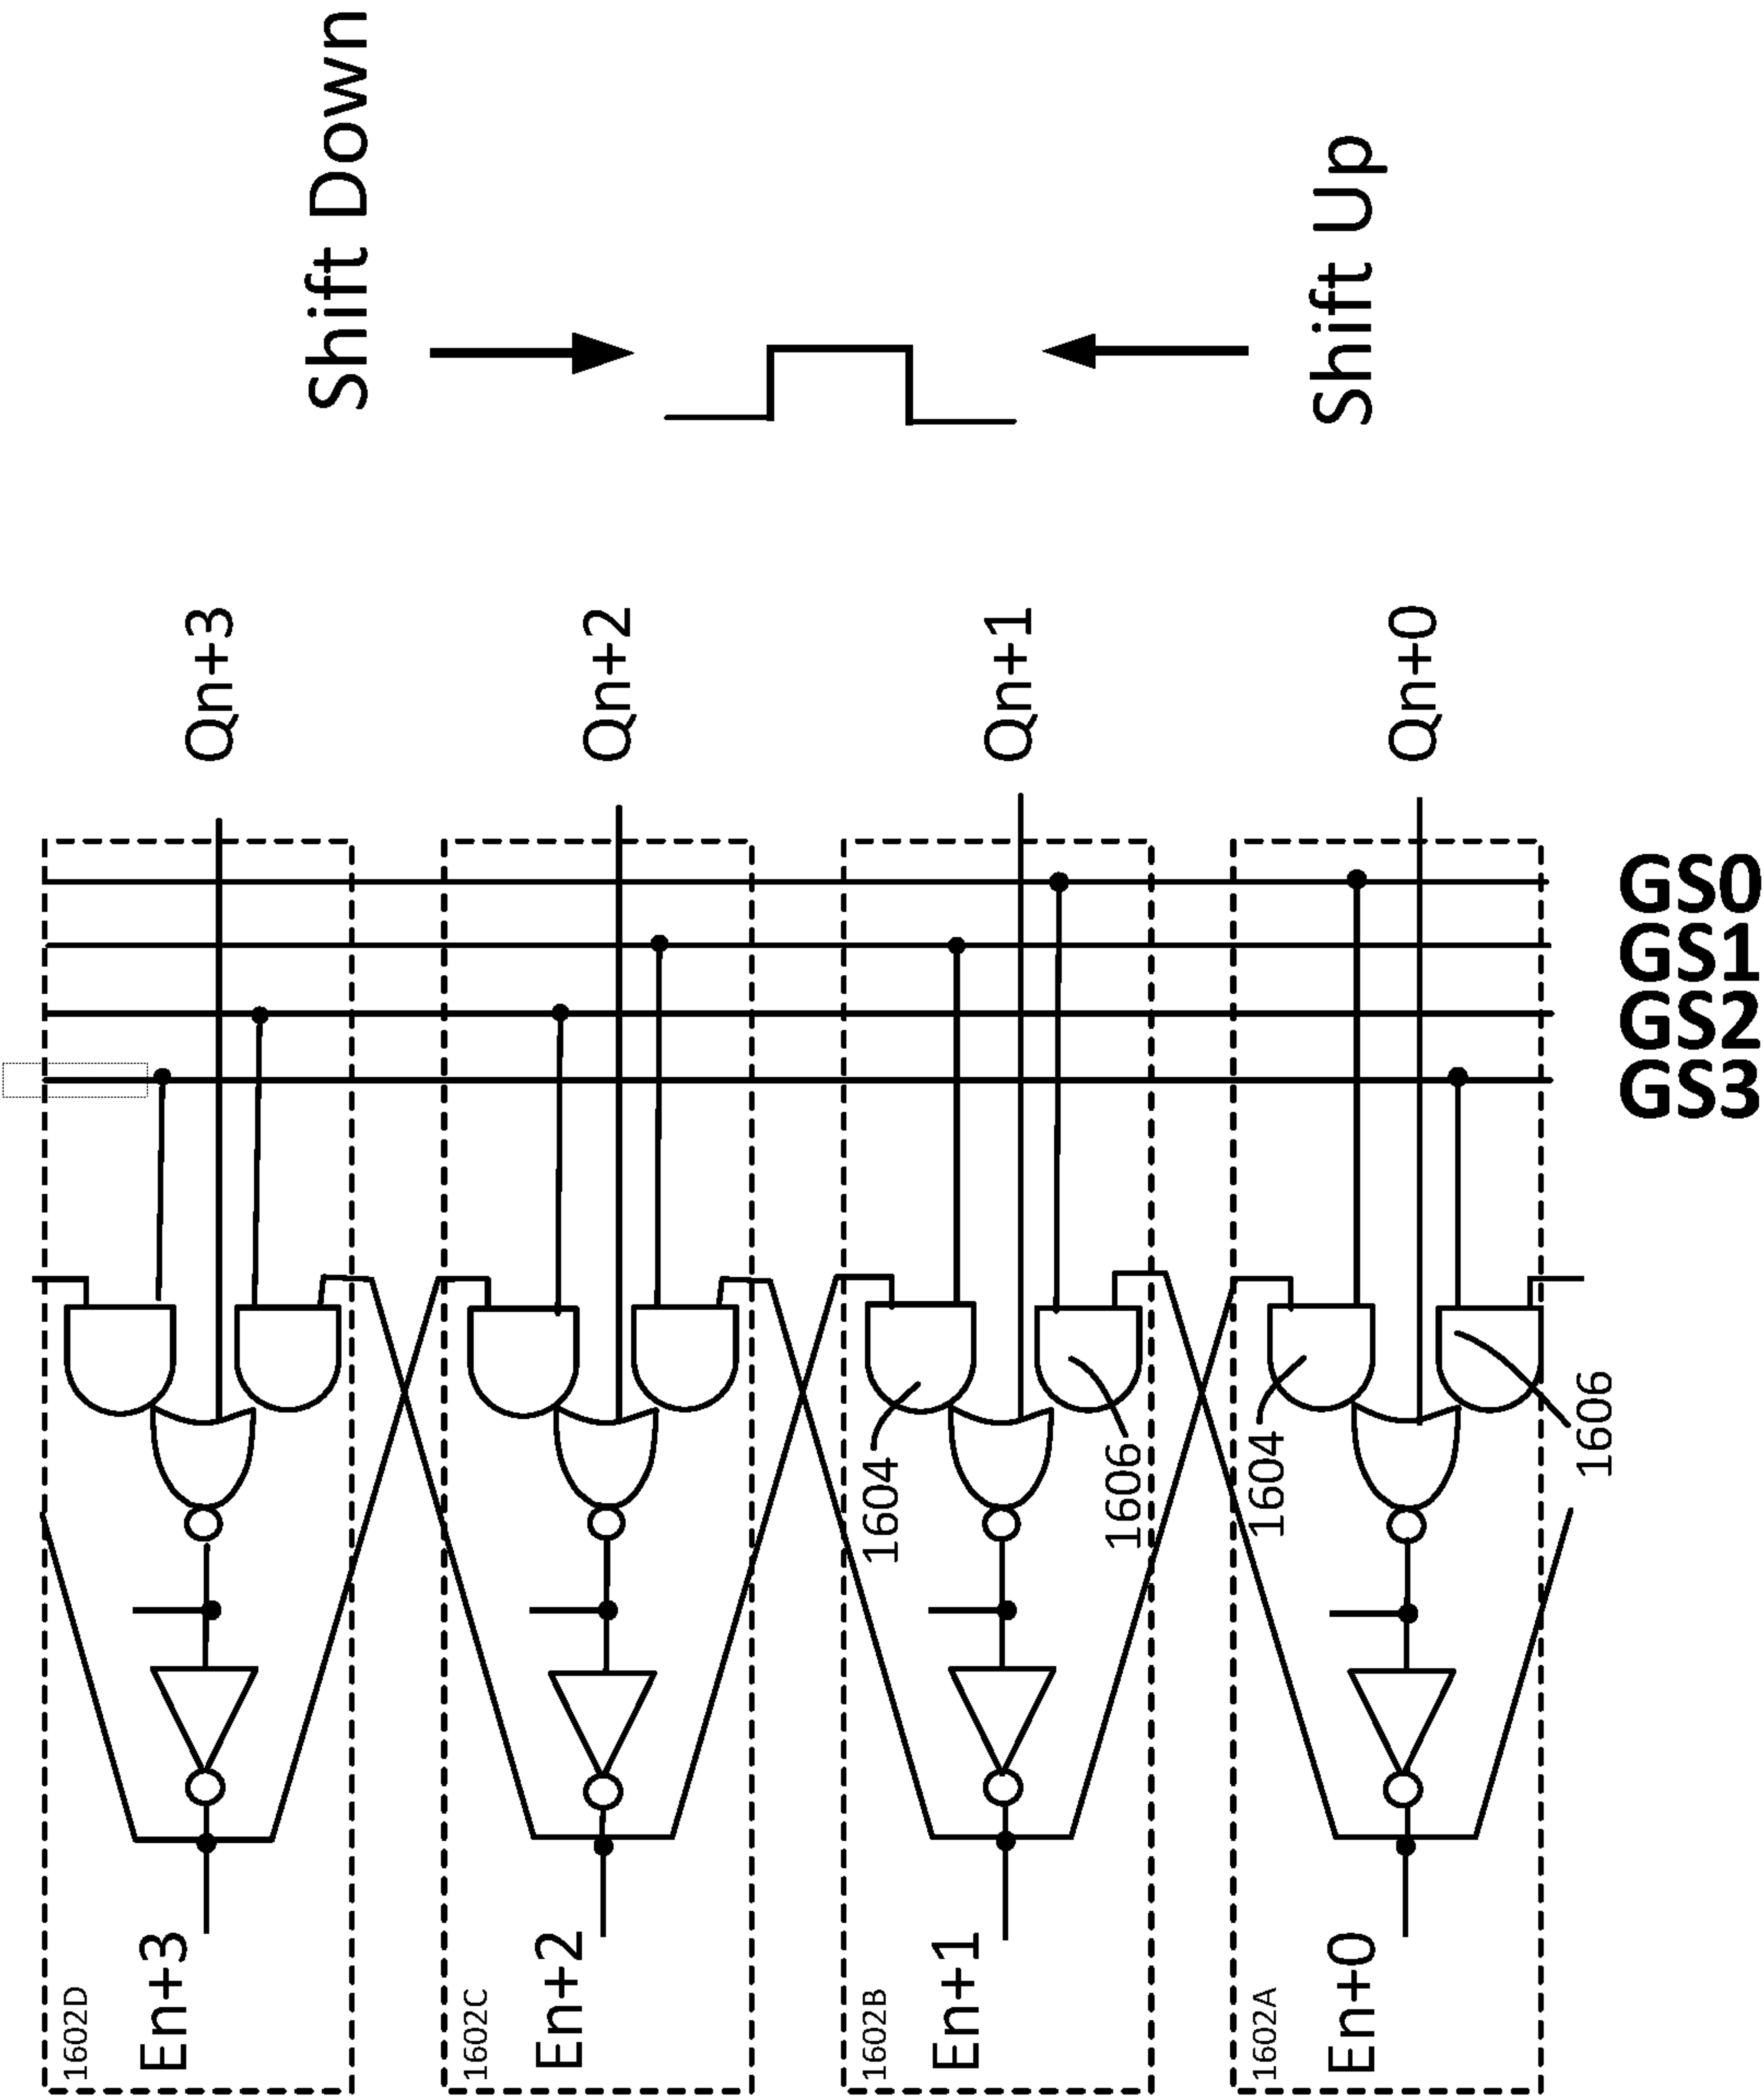 Shift Down
Shift Up
Qn+3
Qn+2
Qn+1
Qn+0
GS0
GS1
GS2
GS3
1604
1606
1604
1606
En+3
1602D
En+2
1602C
En+1
1602B
En+0
1602A